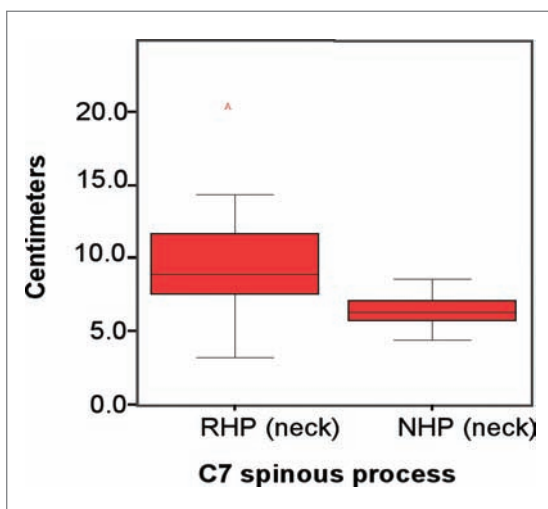 Centimeters
20.0
A
15.0
10.0
5.0
0.0
RHP (neck) NHP (neck)
C7 spinous process